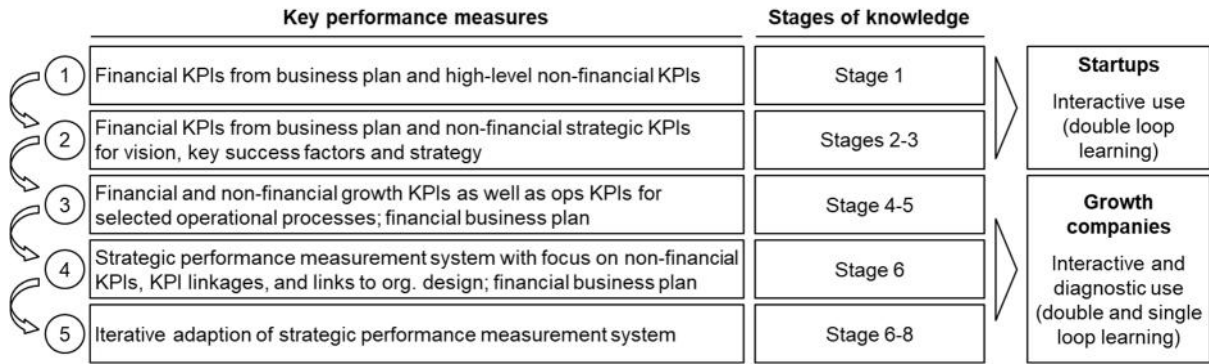 Key performance measures
Stages of knowledge
1
Financial KPIs from business plan and high-level non-financial KPIs
Stage 1
2
Financial KPIs from business plan and non-financial strategic KPIs
for vision, key success factors and strategy
Stages 2-3
3
Financial and non-financial growth KPIs as well as ops KPIs for
selected operational processes; financial business plan
Stage 4-5
4
Strategic performance measurement system with focus on non-financial
KPIs, KPI linkages, and links to org. design; financial business plan
Stage 6
5
Iterative adaption of strategic performance measurement system
Stage 6-8
Startups
Interactive use
(double loop
learning)
Growth
companies
Interactive and
diagnostic use
(double and single
loop learning)